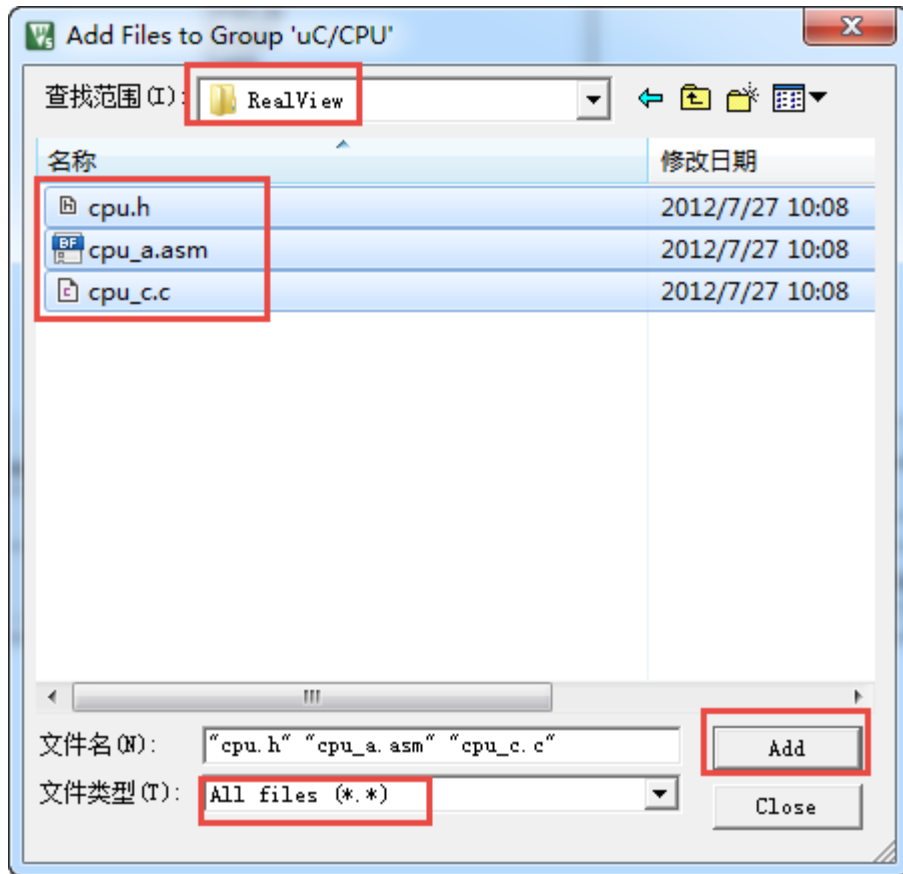 Add Files to Group 'uC/CPU'
查找范围(I): RealView
名称 修改日期
cpu.h 2012/7/27 10:08
cpu_a.asm 2012/7/27 10:08
cpu_c.c 2012/7/27 10:08
文件名(N): "cpu.h" "cpu_a.asm" "cpu_c.c" Add
文件类型(T): All files (*.*) Close